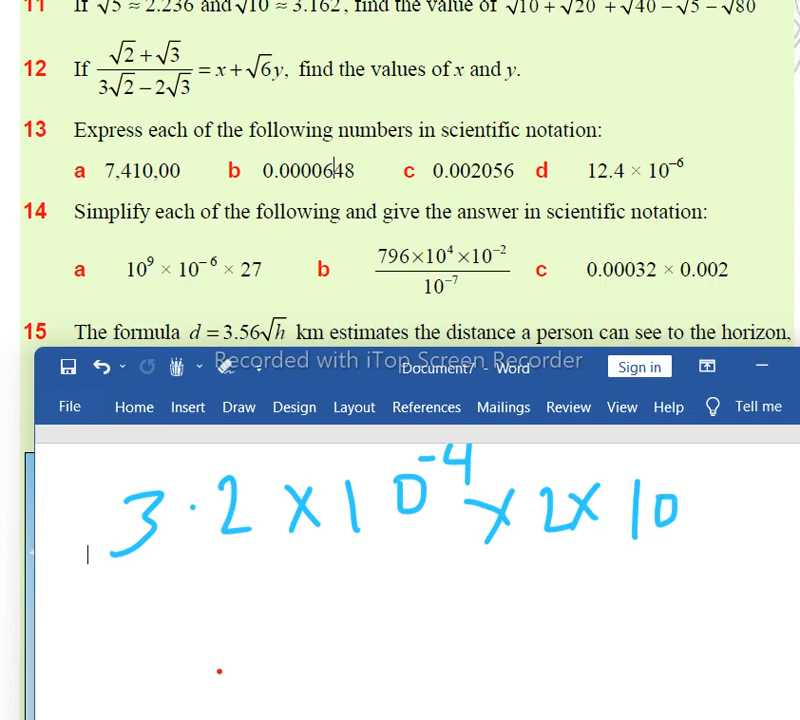 11 If √5 ≈ 2.236 and √10 ≈ 3.162, find the value of √10 + √20 + √40 − √5 − √80
12 If (√2 + √3)/(3√2 − 2√3) = x + √6y, find the values of x and y.
13 Express each of the following numbers in scientific notation:
a 7,410,00 b 0.0000648 c 0.002056 d 12.4 × 10⁻⁶
14 Simplify each of the following and give the answer in scientific notation:
a 10⁹ × 10⁻⁶ × 27 b (796×10⁴×10⁻²)/10⁻⁷ c 0.00032 × 0.002
15 The formula d = 3.56√h km estimates the distance a person can see to the horizon,
Recorded with iTop Screen Recorder
Document7 - Word Sign in
File Home Insert Draw Design Layout References Mailings Review View Help Tell me
3.2 × 10⁻⁴ × 2 × 10